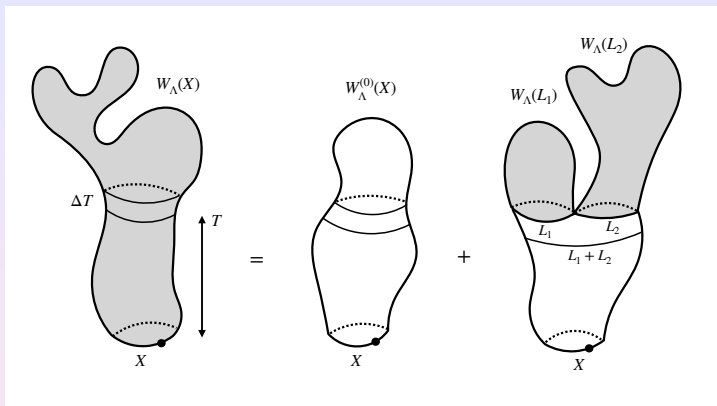 W_Λ(X)
ΔT
T
X
=
W_Λ^{(0)}(X)
X
+
W_Λ(L_1)
W_Λ(L_2)
L_1
L_2
L_1 + L_2
X